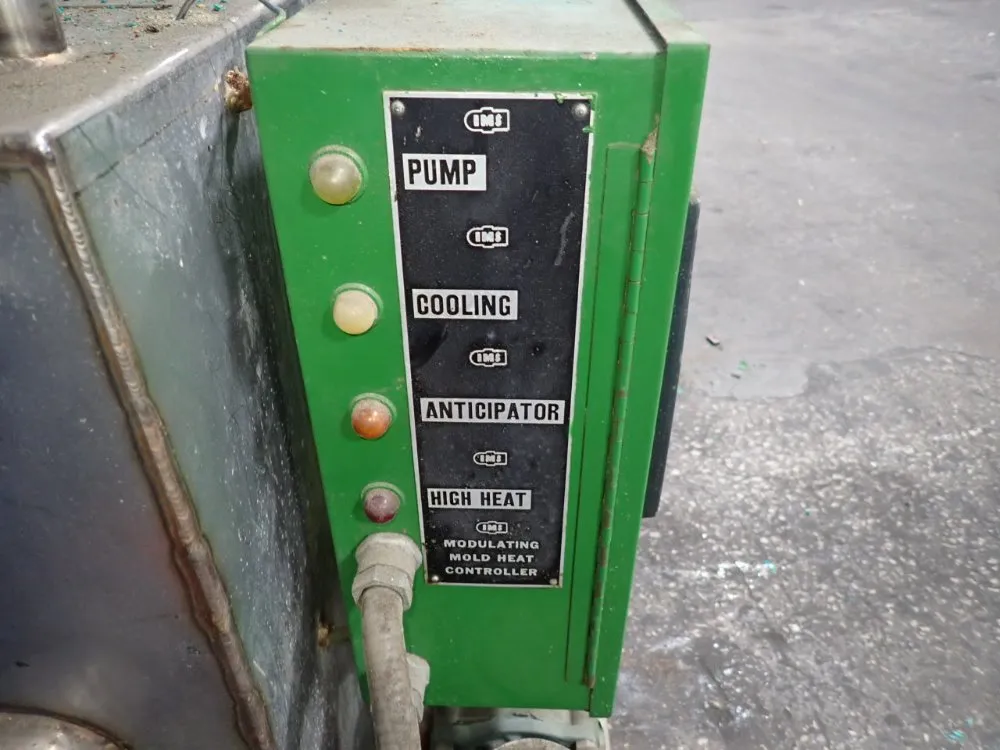 IMS
PUMP
IMS
COOLING
IMS
ANTICIPATOR
IMS
HIGH HEAT
IMS
MODULATING
MOLD HEAT
CONTROLLER